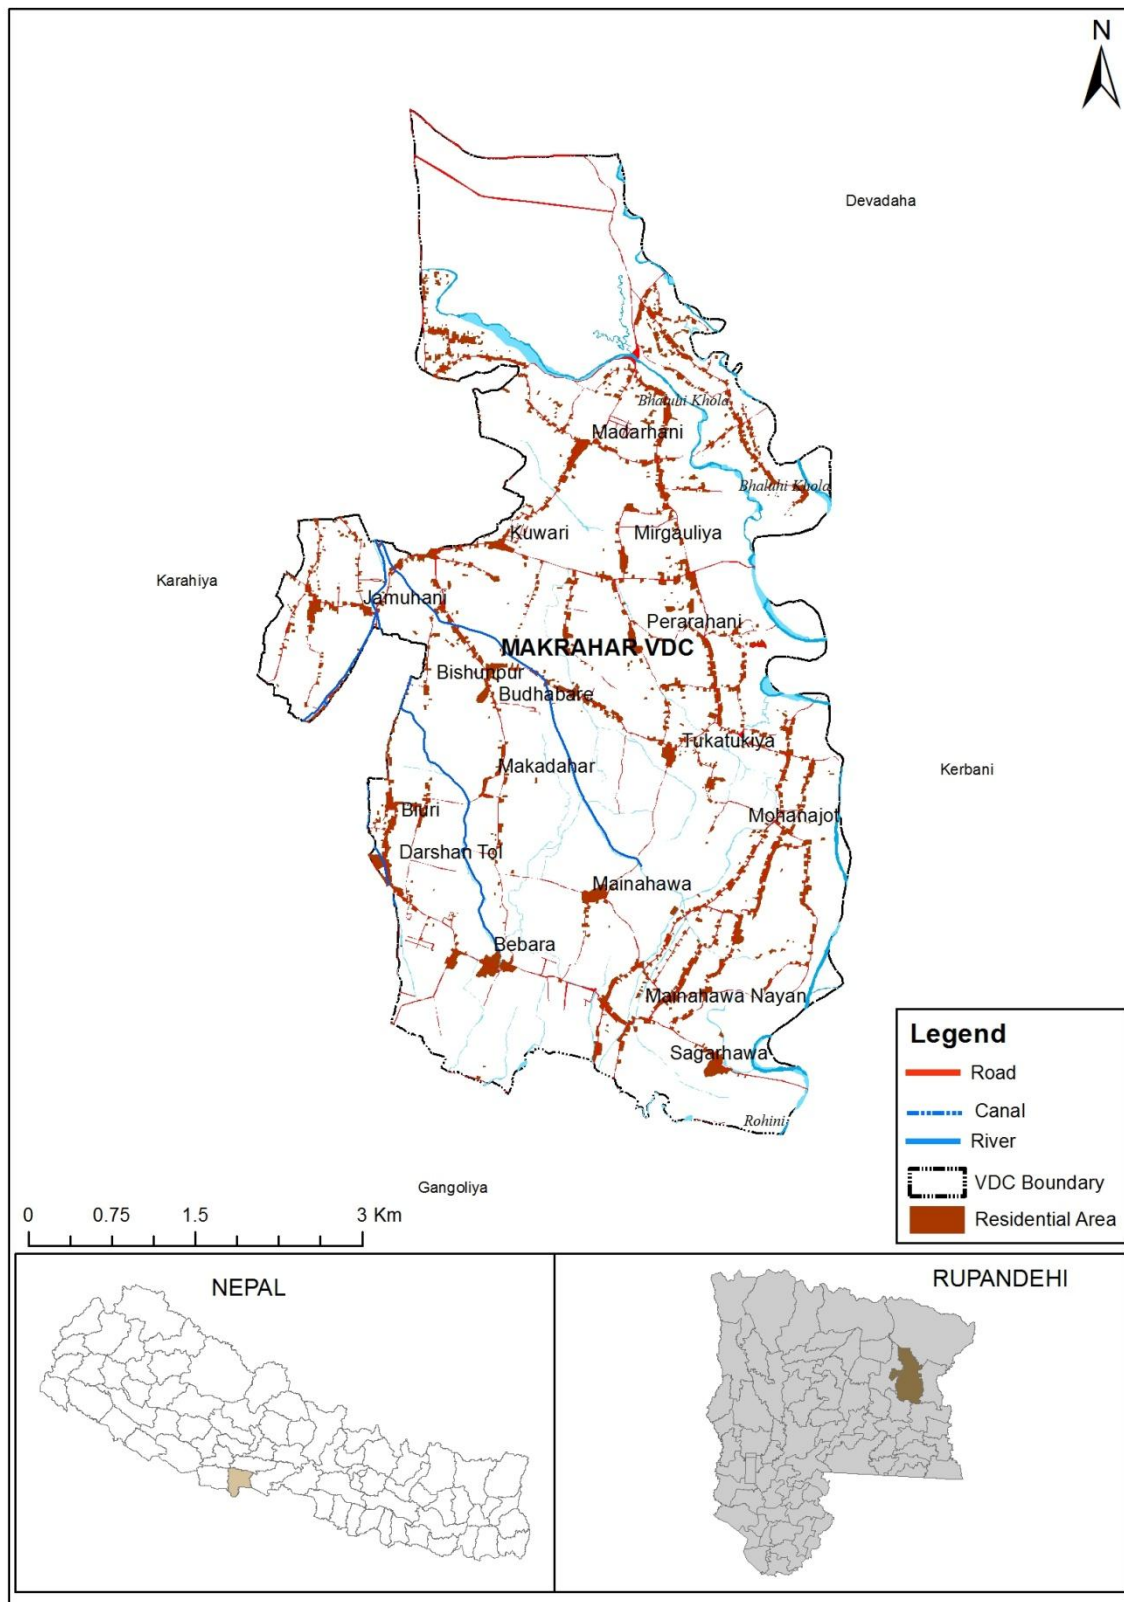 N
Devadaha
Bhaluhi Khola
Madarhani
Bhaluhi Khola
Kuwari
Mirgauliya
Karahiya
Jamuhani
Perarahani
MAKRAHAR VDC
Bishunpur
Budhabare
Tukatukiya
Makadahar
Kerbani
Bluri
Mohanajot
Darshan Tol
Mainahawa
Bebara
Mainahawa Nayan
Sagarhawa
Rohini
Legend
Road
Canal
River
VDC Boundary
Residential Area
Gangoliya
0 0.75 1.5 3 Km
NEPAL
RUPANDEHI